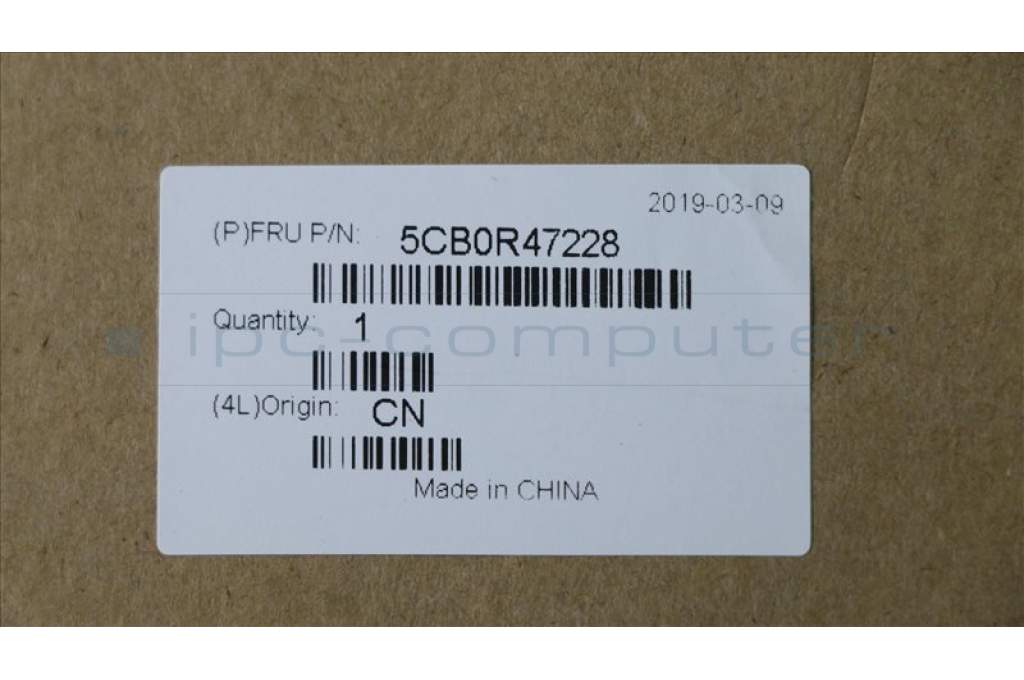 2019-03-09
(P)FRU P/N: 5CB0R47228
Quantity: 1
ipc-computer
(4L)Origin: CN
Made in CHINA